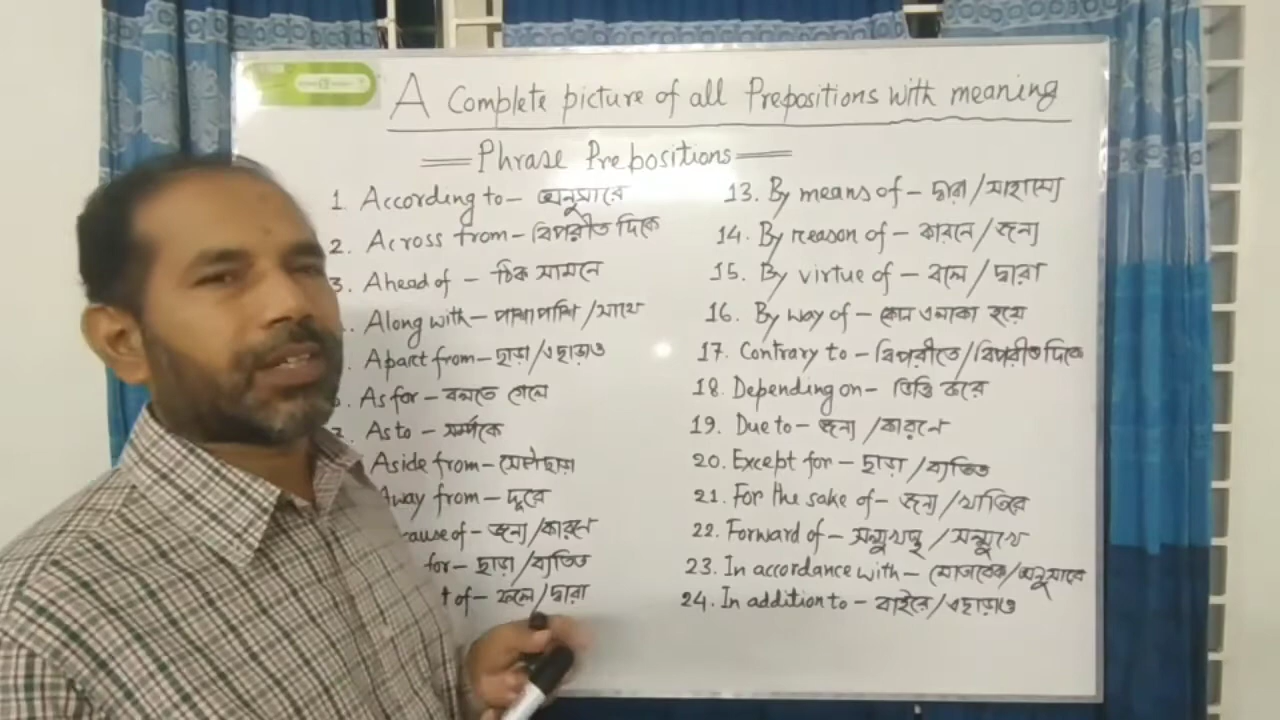 A Complete picture of all Prepositions with meaning
Phrase Prepositions
1. According to - অনুসারে
2. Across from - বিপরীত দিকে
3. Ahead of - ঠিক সামনে
Along with - পাশাপাশি / সাথে
Apart from - ছাড়া / এছাড়াও
As for - বলতে গেলে
As to - সম্পর্কে
Aside from -
Away from - দূরে
cause of - জন্য / কারনে
for - ছাড়া / ব্যতিত
t of - ফলে / দ্বারা
13. By means of - দ্বারা / সাহায্যে
14. By reason of - কারনে / জন্য
15. By virtue of - বলে / দ্বারা
16. By way of - কোন এলাকা হয়ে
17. Contrary to - বিপরীতে / বিপরীত দিকে
18. Depending on - ভিত্তি করে
19. Due to - জন্য / কারনে
20. Except for - ছাড়া / ব্যতিত
21. For the sake of - জন্য / খাতিরে
22. Forward of - / সন্মুখে
23. In accordance with - মোতাবেক / অনুসারে
24. In addition to - বাইরে / এছাড়াও